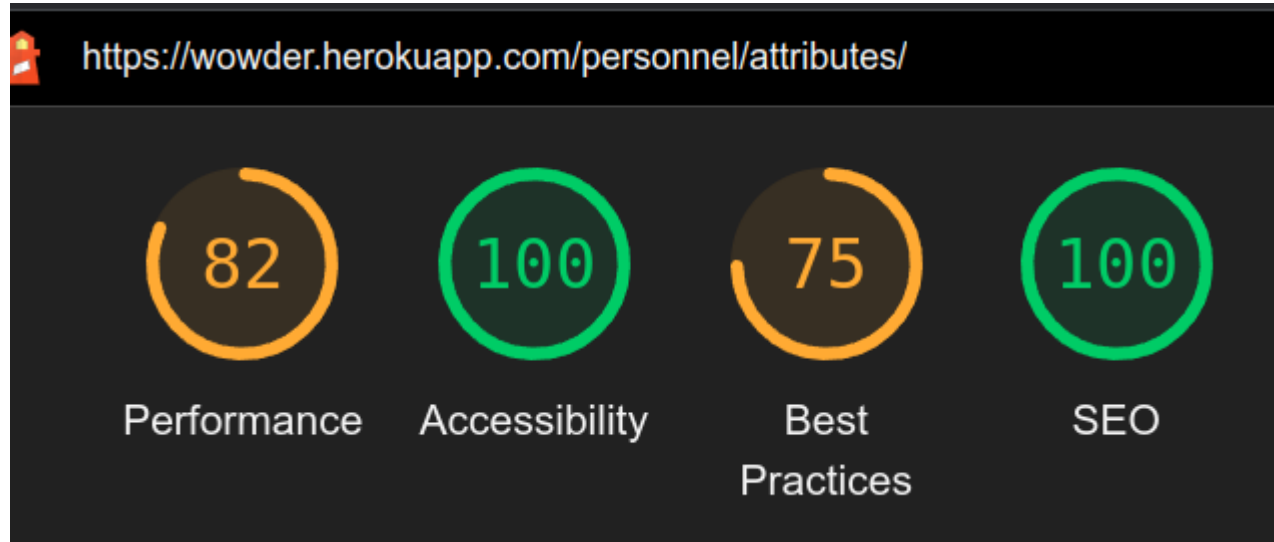 https://wowder.herokuapp.com/personnel/attributes/
82
100
75
100
Performance
Accessibility
Best
Practices
SEO